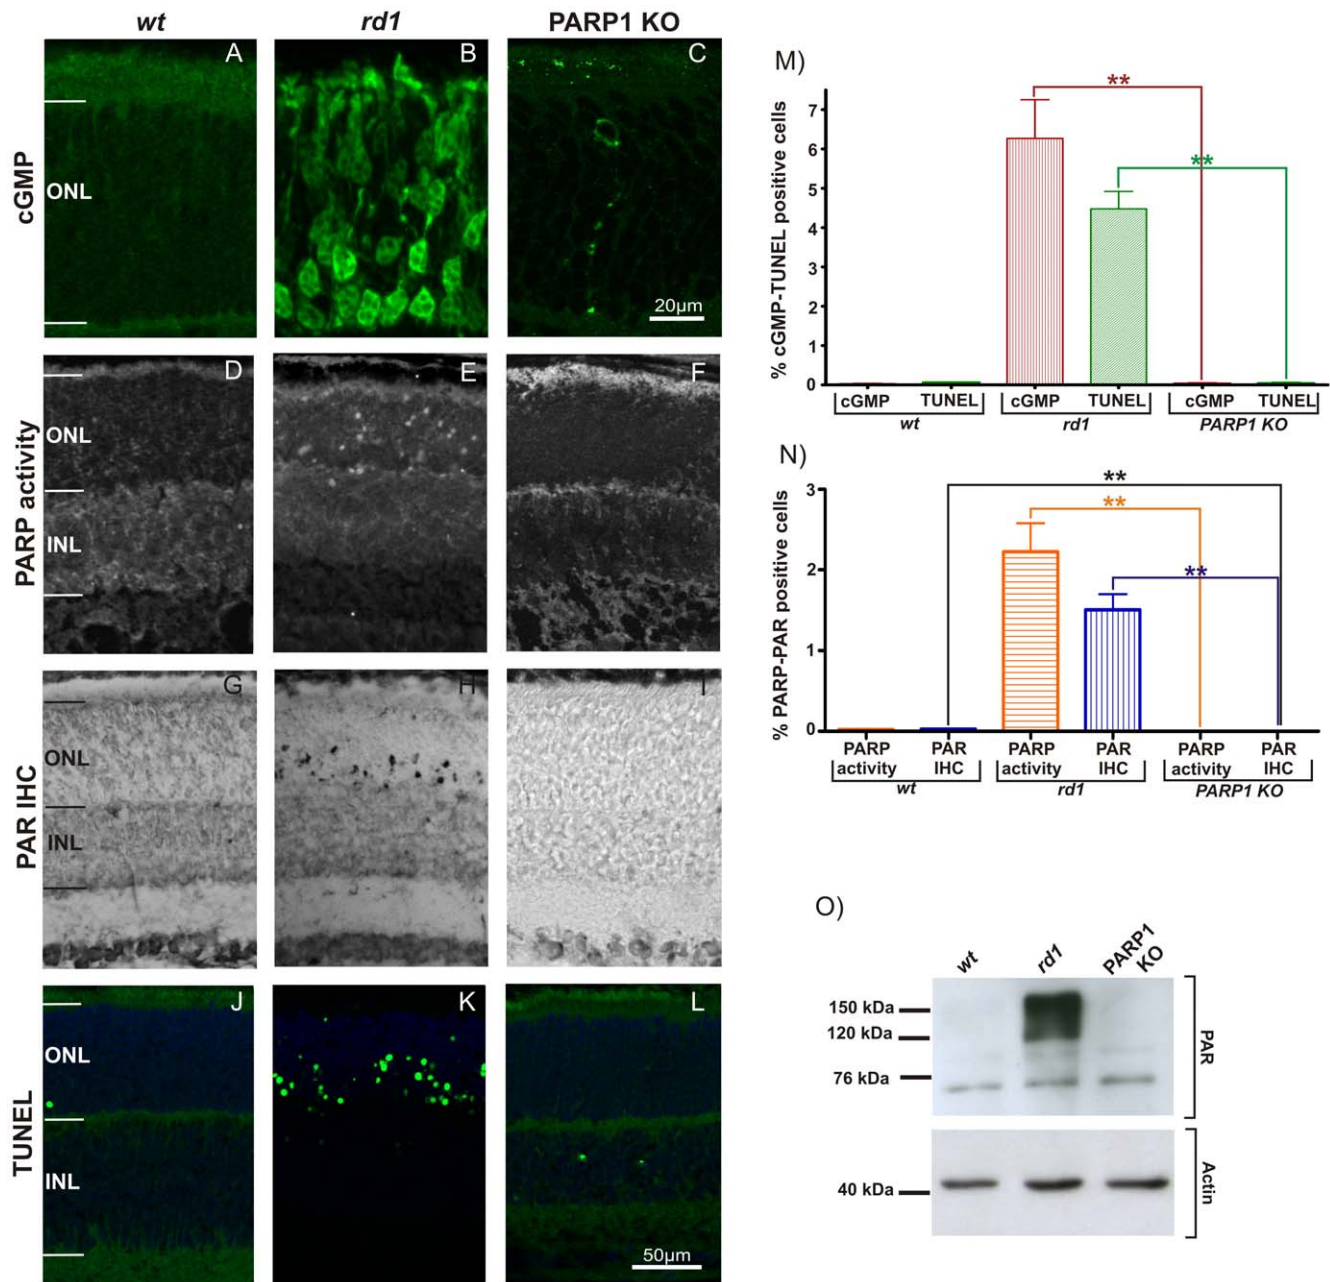 wt rd1 PARP1 KO
cGMP
A B C
ONL
20µm
PARP activity
D E F
ONL
INL
PAR IHC
G H I
ONL
INL
TUNEL
J K L
ONL
INL
50µm
M)
% cGMP-TUNEL positive cells
7
6
5
4
3
2
1
0
**
**
cGMP TUNEL cGMP TUNEL cGMP TUNEL
wt rd1 PARP1 KO
N)
% PARP-PAR positive cells
3
2
1
0
**
**
**
PARP activity PAR IHC PARP activity PAR IHC PARP activity PAR IHC
wt rd1 PARP1 KO
O)
wt rd1 PARP1 KO
150 kDa
120 kDa
76 kDa
PAR
40 kDa
Actin